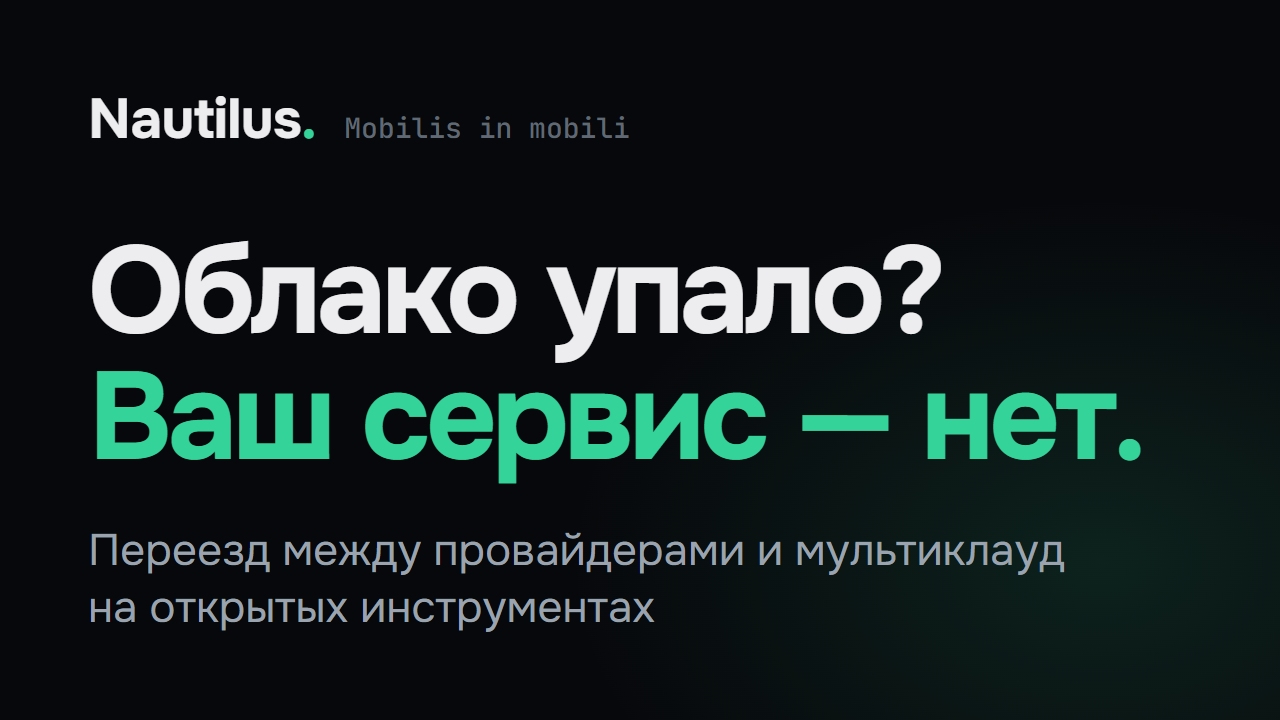 Nautilus. Mobilis in mobili
Облако упало?
Ваш сервис — нет.
Переезд между провайдерами и мультиклауд
на открытых инструментах